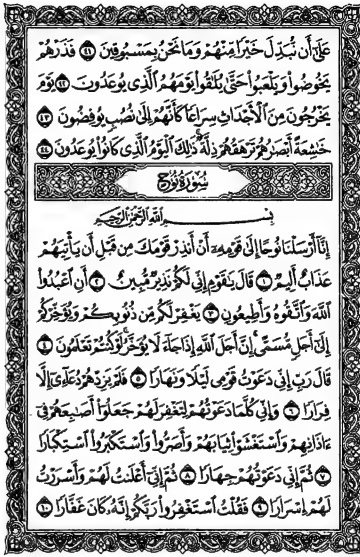 عَلَىٰٓ أَن نُّبَدِّلَ خَيْرًا مِّنْهُمْ وَمَا نَحْنُ بِمَسْبُوقِينَ ٤١ فَذَرْهُمْ
يَخُوضُوا۟ وَيَلْعَبُوا۟ حَتَّىٰ يُلَٰقُوا۟ يَوْمَهُمُ ٱلَّذِى يُوعَدُونَ ٤٢ يَوْمَ
يَخْرُجُونَ مِنَ ٱلْأَجْدَاثِ سِرَاعًا كَأَنَّهُمْ إِلَىٰ نُصُبٍ يُوفِضُونَ ٤٣
خَٰشِعَةً أَبْصَٰرُهُمْ تَرْهَقُهُمْ ذِلَّةٌ ۚ ذَٰلِكَ ٱلْيَوْمُ ٱلَّذِى كَانُوا۟ يُوعَدُونَ ٤٤
سُورَةُ نُوحٍ
بِسْمِ ٱللَّهِ ٱلرَّحْمَٰنِ ٱلرَّحِيمِ
إِنَّآ أَرْسَلْنَا نُوحًا إِلَىٰ قَوْمِهِۦٓ أَنْ أَنذِرْ قَوْمَكَ مِن قَبْلِ أَن يَأْتِيَهُمْ
عَذَابٌ أَلِيمٌ ١ قَالَ يَٰقَوْمِ إِنِّى لَكُمْ نَذِيرٌ مُّبِينٌ ٢ أَنِ ٱعْبُدُوا۟
ٱللَّهَ وَٱتَّقُوهُ وَأَطِيعُونِ ٣ يَغْفِرْ لَكُم مِّن ذُنُوبِكُمْ وَيُؤَخِّرْكُمْ
إِلَىٰٓ أَجَلٍ مُّسَمًّى ۚ إِنَّ أَجَلَ ٱللَّهِ إِذَا جَآءَ لَا يُؤَخَّرُ ۖ لَوْ كُنتُمْ تَعْلَمُونَ ٤
قَالَ رَبِّ إِنِّى دَعَوْتُ قَوْمِى لَيْلًا وَنَهَارًا ٥ فَلَمْ يَزِدْهُمْ دُعَآءِىٓ إِلَّا
فِرَارًا ٦ وَإِنِّى كُلَّمَا دَعَوْتُهُمْ لِتَغْفِرَ لَهُمْ جَعَلُوٓا۟ أَصَٰبِعَهُمْ فِىٓ
ءَاذَانِهِمْ وَٱسْتَغْشَوْا۟ ثِيَابَهُمْ وَأَصَرُّوا۟ وَٱسْتَكْبَرُوا۟ ٱسْتِكْبَارًا
٧ ثُمَّ إِنِّى دَعَوْتُهُمْ جِهَارًا ٨ ثُمَّ إِنِّىٓ أَعْلَنتُ لَهُمْ وَأَسْرَرْتُ
لَهُمْ إِسْرَارًا ٩ فَقُلْتُ ٱسْتَغْفِرُوا۟ رَبَّكُمْ إِنَّهُۥ كَانَ غَفَّارًا ١٠